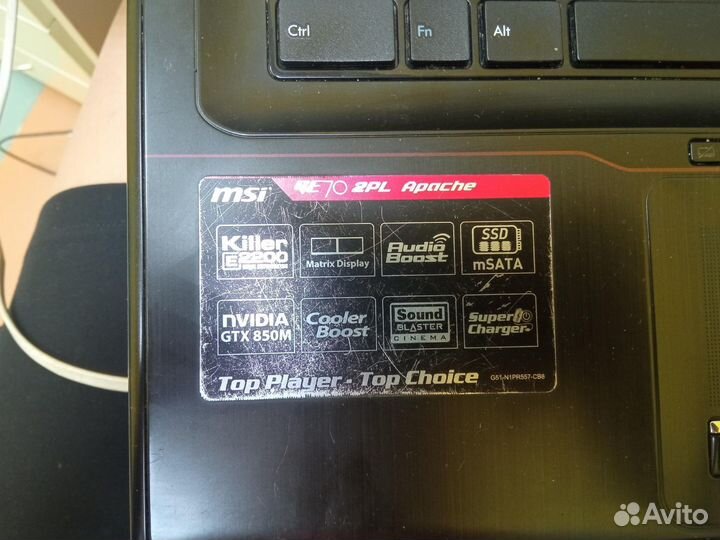 Ctrl Fn Alt
msi GE70 2PL Apache
Killer E2200
Matrix Display
Audio Boost
SSD mSATA
NVIDIA GTX 850M
Cooler Boost
Sound BLASTER CINEMA
Super Charger
Top Player - Top Choice
G51-N1PR557-CB6
Avito